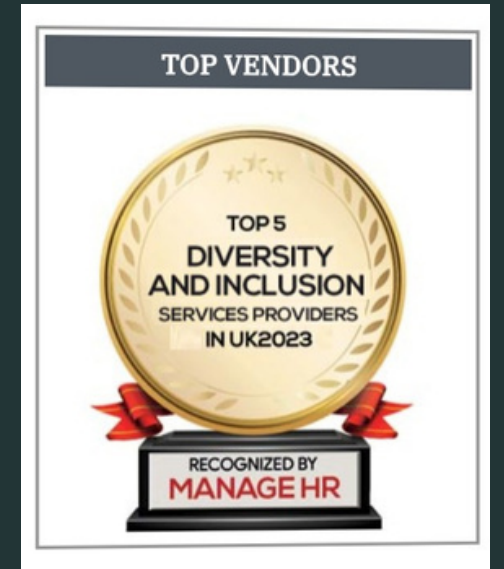 TOP VENDORS
TOP 5
DIVERSITY
AND INCLUSION
SERVICES PROVIDERS
IN UK2023
RECOGNIZED BY
MANAGE HR